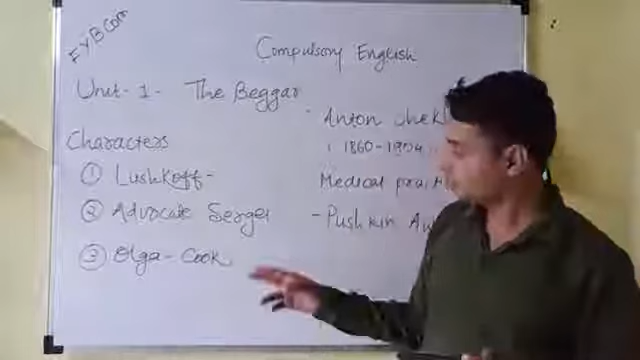 FYBCom
Compulsory English
Unit - 1 - The Beggar
Anton
(1860-1904)
Characters
① Lushkoff -
Medical
② Advocate Sergei
- Pushkin
③ Olga - Cook